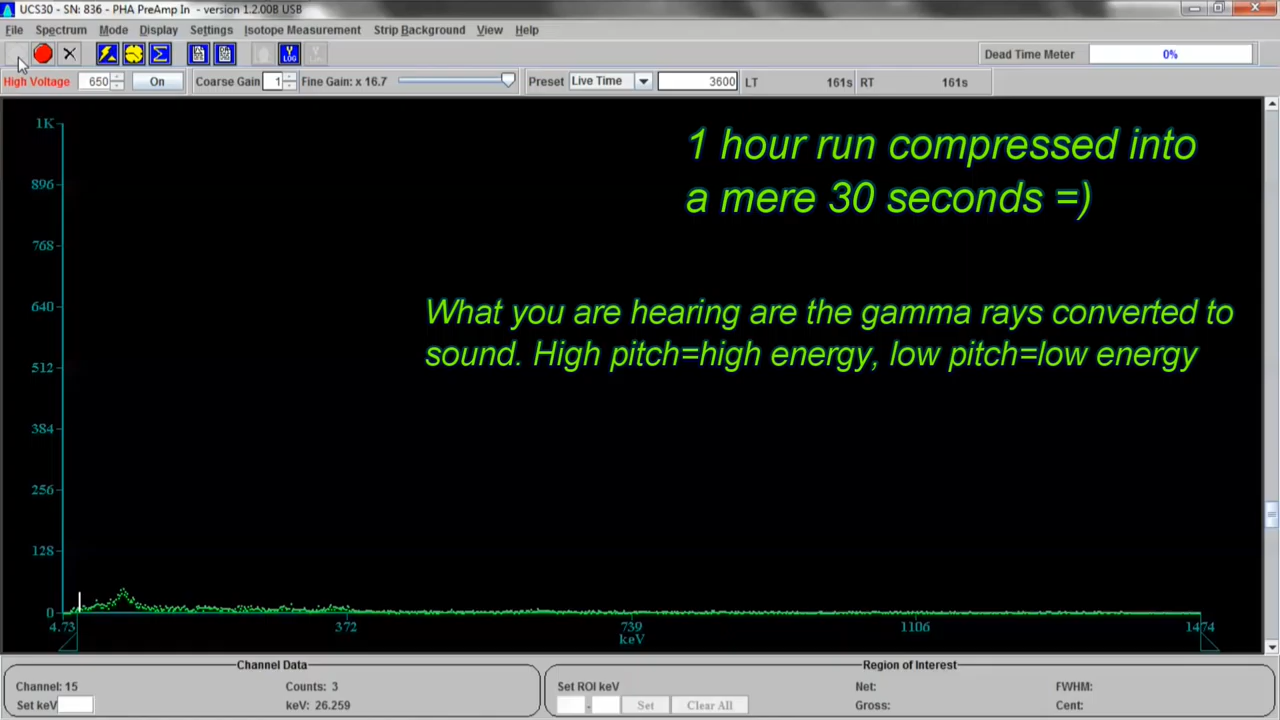 UCS30 - SN: 836 - PHA PreAmp In - version 1.2.00B USB
File Spectrum Mode Display Settings Isotope Measurement Strip Background View Help
Y LOG
Dead Time Meter 0%
High Voltage 650 On Coarse Gain 1 Fine Gain: x 16.7 Preset Live Time 3600 LT 161s RT 161s
1K
896
768
640
512
384
256
128
0
1 hour run compressed into
a mere 30 seconds =)
What you are hearing are the gamma rays converted to
sound. High pitch=high energy, low pitch=low energy
4.73 372 739 1106 1474
keV
Channel Data Region of Interest
Channel: 15 Counts: 3 Set ROI keV Net: FWHM:
Set keV keV: 26.259 - Set Clear All Gross: Cent: